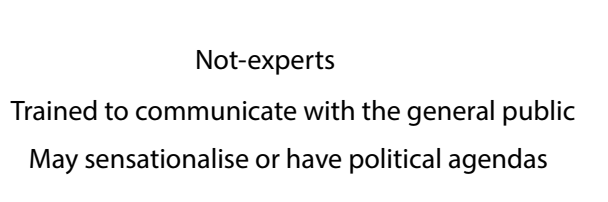 Not-experts
Trained to communicate with the general public
May sensationalise or have political agendas